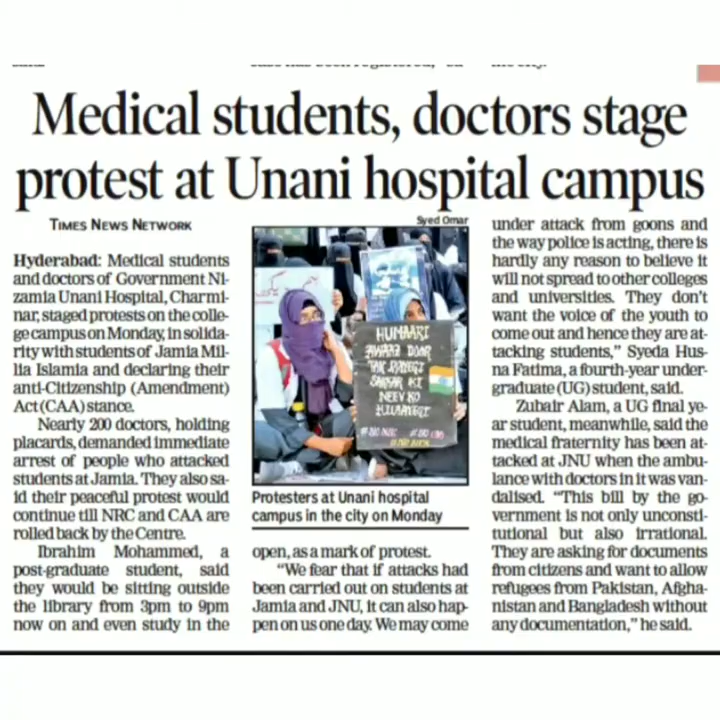 Medical students, doctors stage
protest at Unani hospital campus
TIMES NEWS NETWORK
Hyderabad: Medical students
and doctors of Government Ni-
zamia Unani Hospital, Charmi-
nar, staged protests on the colle-
ge campus on Monday, in solida-
rity with students of Jamia Mil-
lia Islamia and declaring their
anti-Citizenship (Amendment)
Act (CAA) stance.
Nearly 200 doctors, holding
placards, demanded immediate
arrest of people who attacked
students at Jamia. They also sa-
id their peaceful protest would
continue till NRC and CAA are
rolled back by the Centre.
Ibrahim Mohammed, a
post-graduate student, said
they would be sitting outside
the library from 3pm to 9pm
now on and even study in the
Syed Omar
HUMAARI
AWAAZ DOOR
TAK JAYEGI
SARKAR KI
NEEV KO
HILAAYEGI
Protesters at Unani hospital
campus in the city on Monday
open, as a mark of protest.
"We fear that if attacks had
been carried out on students at
Jamia and JNU, it can also hap-
pen on us one day. We may come
under attack from goons and
the way police is acting, there is
hardly any reason to believe it
will not spread to other colleges
and universities. They don't
want the voice of the youth to
come out and hence they are at-
tacking students," Syeda Hus-
na Fatima, a fourth-year under-
graduate (UG) student, said.
Zubair Alam, a UG final ye-
ar student, meanwhile, said the
medical fraternity has been at-
tacked at JNU when the ambu-
lance with doctors in it was van-
dalised. "This bill by the go-
vernment is not only unconsti-
tutional but also irrational.
They are asking for documents
from citizens and want to allow
refugees from Pakistan, Afgha-
nistan and Bangladesh without
any documentation," he said.